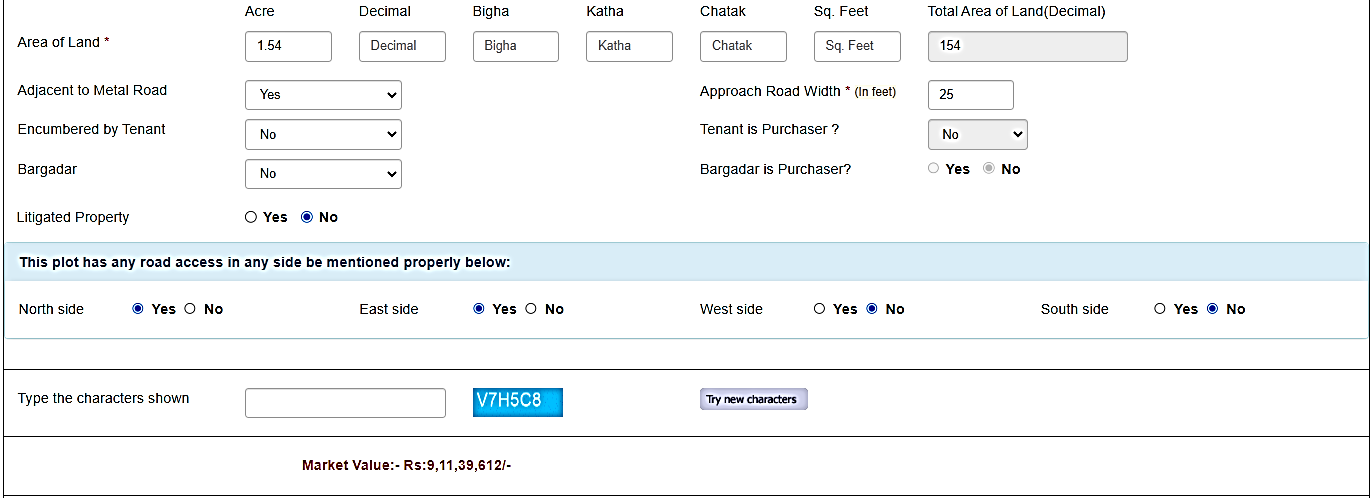 Acre Decimal Bigha Katha Chatak Sq. Feet Total Area of Land(Decimal)
Area of Land * 1.54 Decimal Bigha Katha Chatak Sq. Feet 154
Adjacent to Metal Road Yes Approach Road Width * (In feet) 25
Encumbered by Tenant No Tenant is Purchaser ? No
Bargadar No Bargadar is Purchaser? Yes No
Litigated Property Yes No
This plot has any road access in any side be mentioned properly below:
North side Yes No East side Yes No West side Yes No South side Yes No
Type the characters shown V7H5C8 Try new characters
Market Value:- Rs:9,11,39,612/-